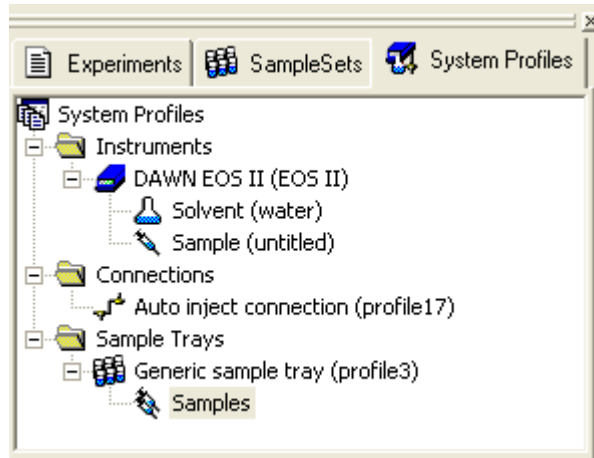 Experiments SampleSets System Profiles
System Profiles
Instruments
DAWN EOS II (EOS II)
Solvent (water)
Sample (untitled)
Connections
Auto inject connection (profile17)
Sample Trays
Generic sample tray (profile3)
Samples